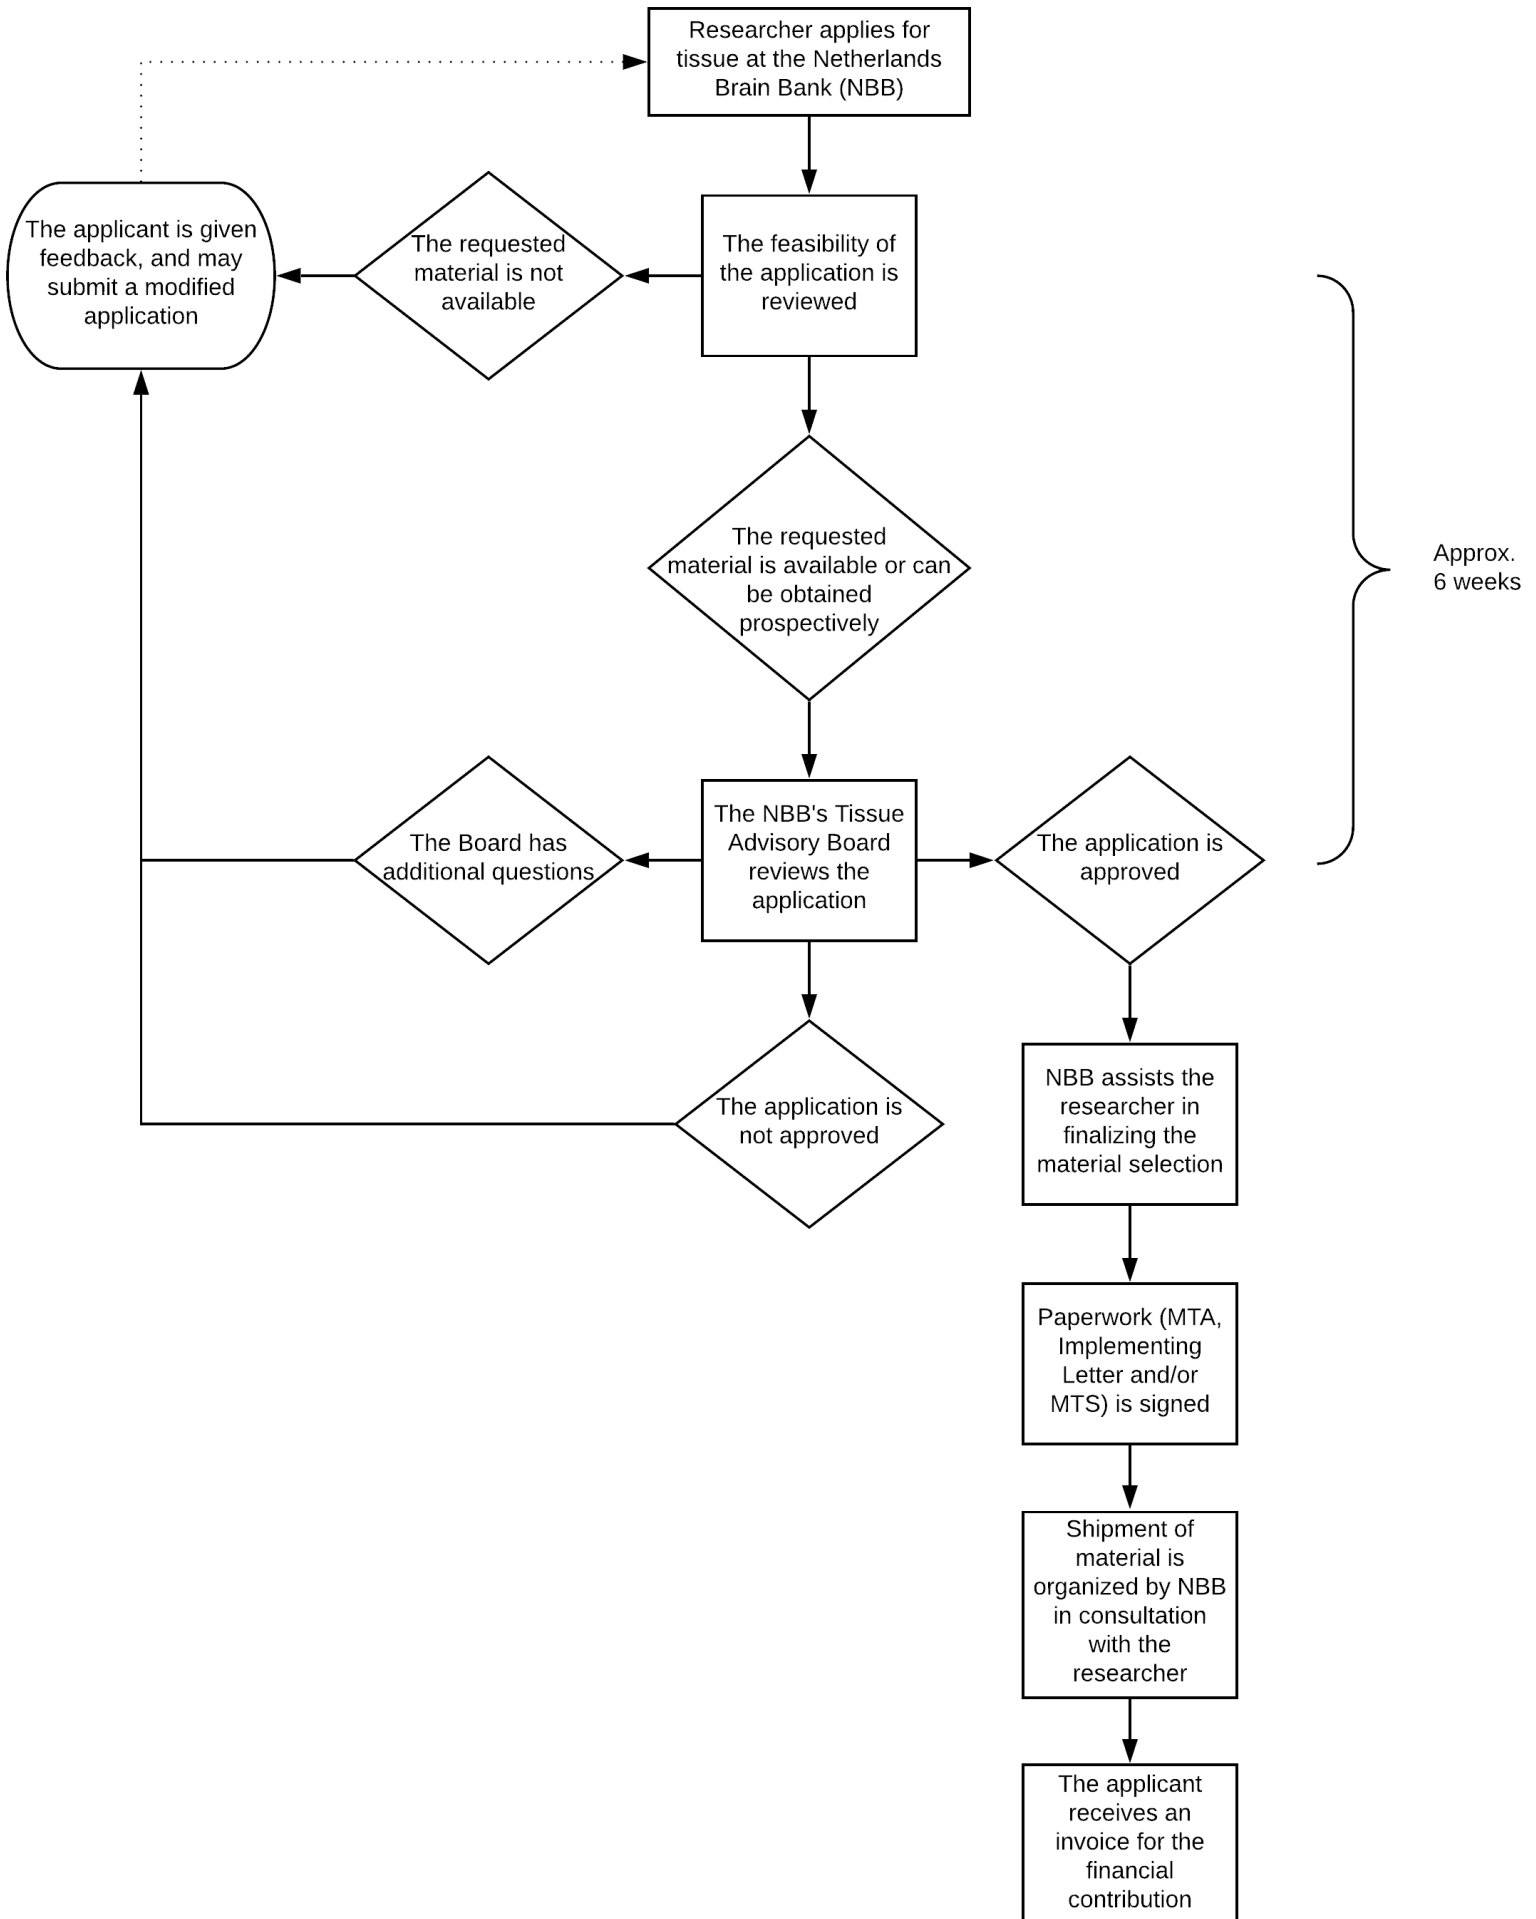 Researcher applies for
tissue at the Netherlands
Brain Bank (NBB)
The applicant is given
feedback, and may
submit a modified
application
The requested
material is not
available
The feasibility of
the application is
reviewed
The requested
material is available or can
be obtained
prospectively
Approx.
6 weeks
The Board has
additional questions
The NBB's Tissue
Advisory Board
reviews the
application
The application is
approved
The application is
not approved
NBB assists the
researcher in
finalizing the
material selection
Paperwork (MTA,
Implementing
Letter and/or
MTS) is signed
Shipment of
material is
organized by NBB
in consultation
with the
researcher
The applicant
receives an
invoice for the
financial
contribution